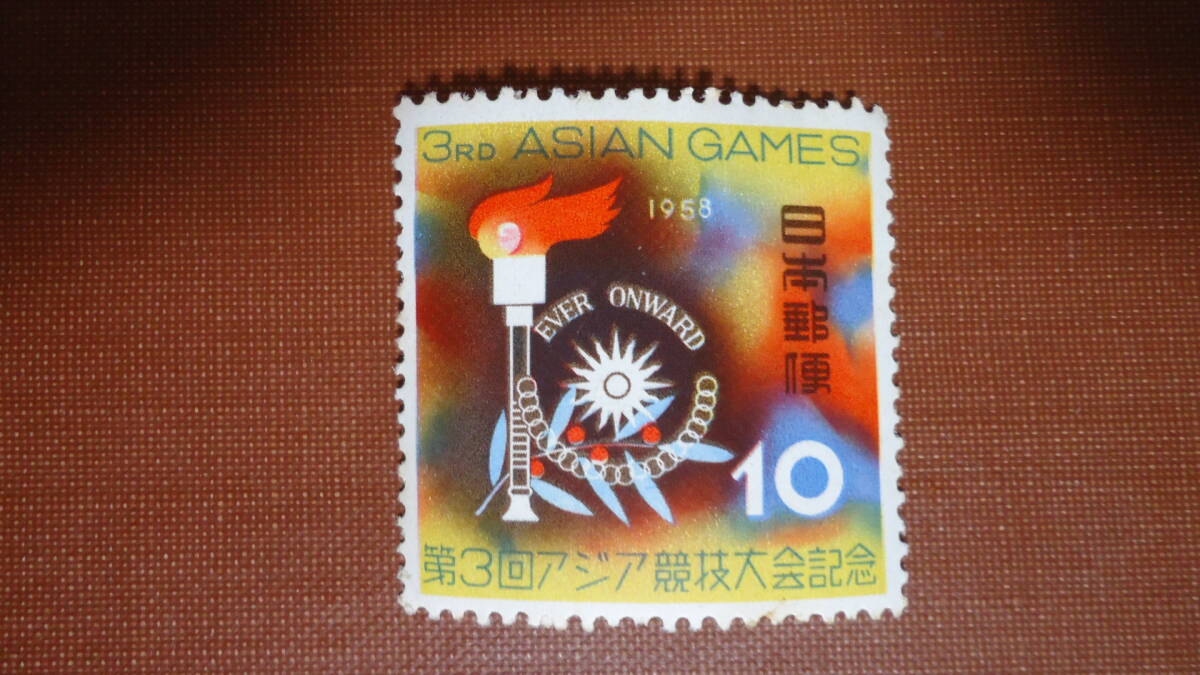 3RD ASIAN GAMES
1958
日本郵便
EVER ONWARD
10
第3回アジア競技大会記念